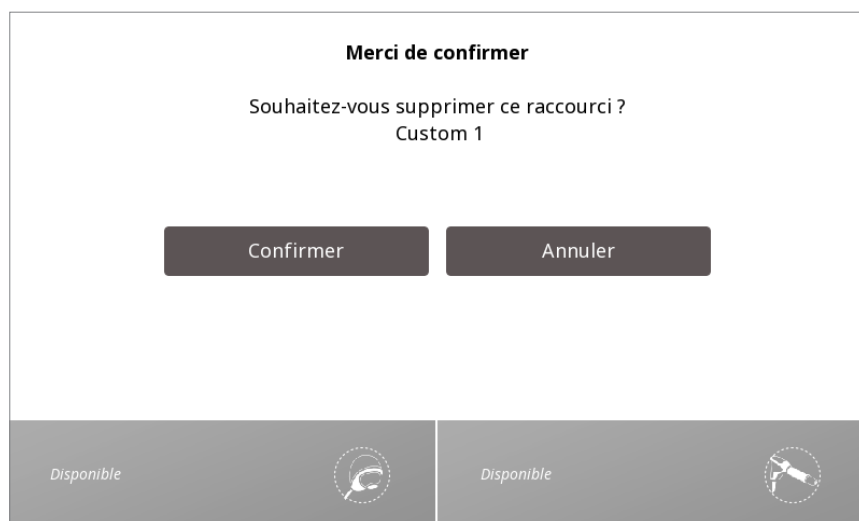 Merci de confirmer
Souhaitez-vous supprimer ce raccourci ?
Custom 1
Confirmer
Annuler
Disponible
Disponible